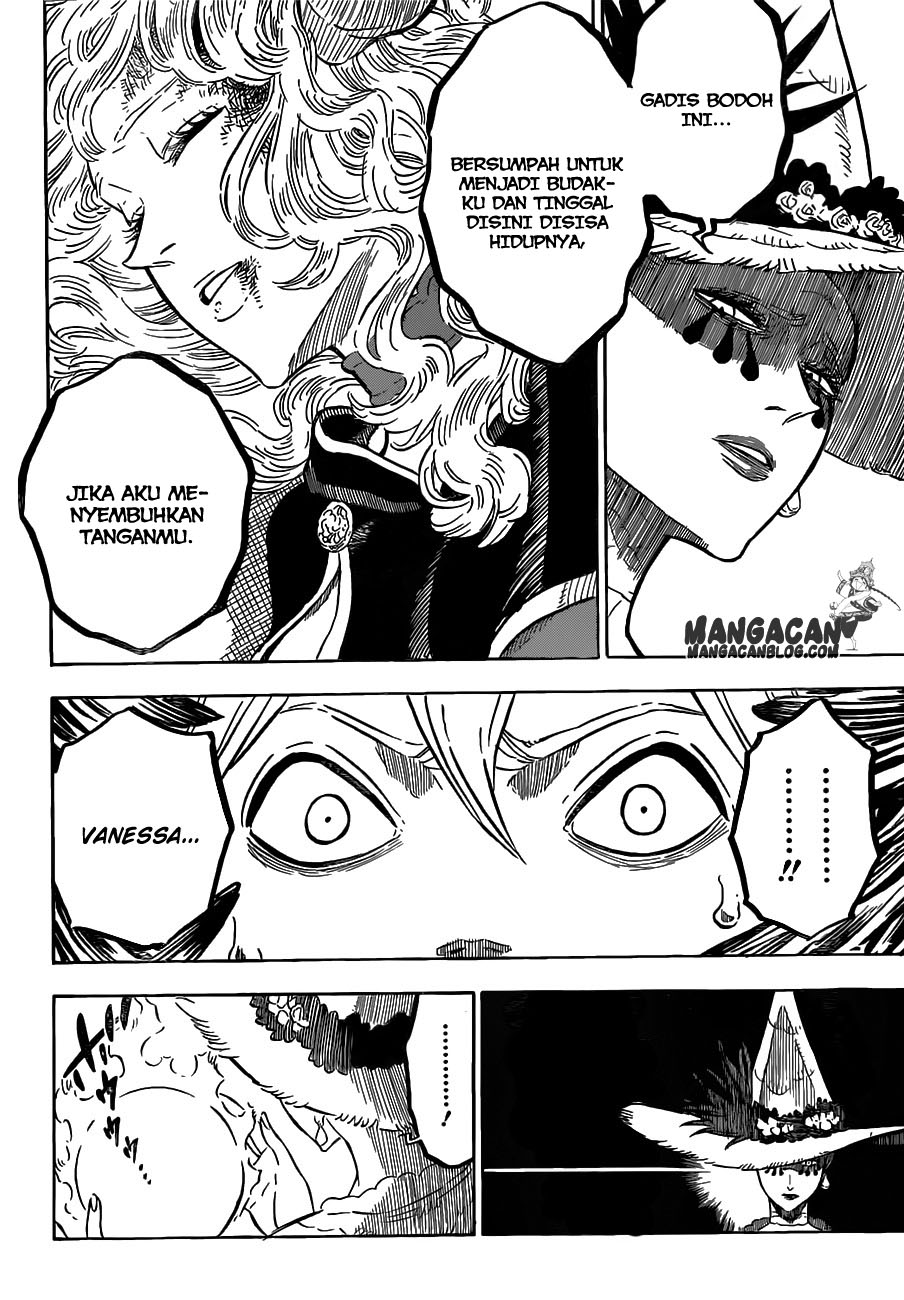 GADIS BODOH
INI...
BERSUMPAH UNTUK
MENJADI BUDAK-
KU DAN TINGGAL
DISINI DISISA
HIDUPNYA,
JIKA AKU ME-
NYEMBUHKAN
TANGANMU.
MANGACAN
MANGACANBLOG.COM
..........!!
VANESSA...
..........